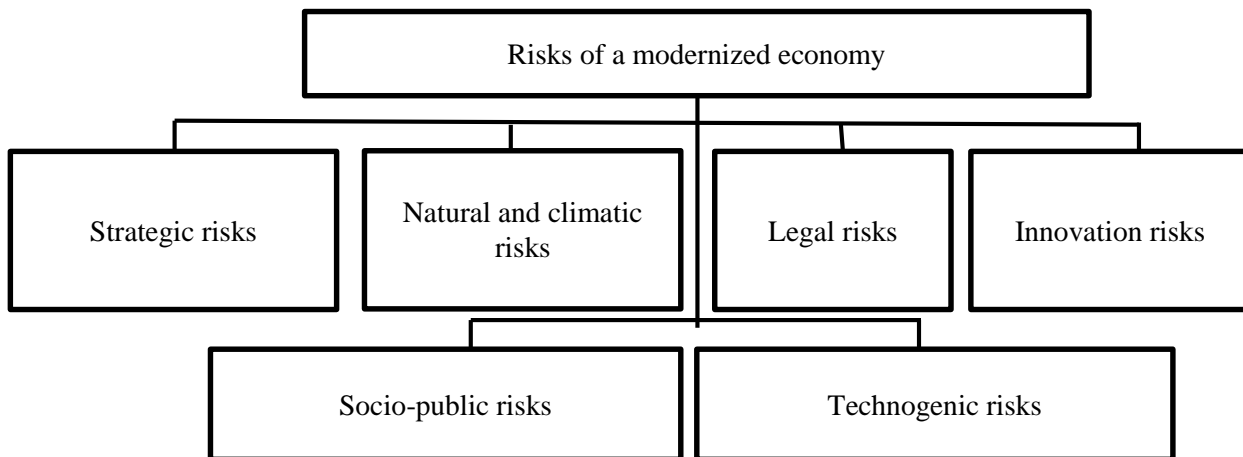 Risks of a modernized economy
Strategic risks
Natural and climatic
risks
Legal risks
Innovation risks
Socio-public risks
Technogenic risks